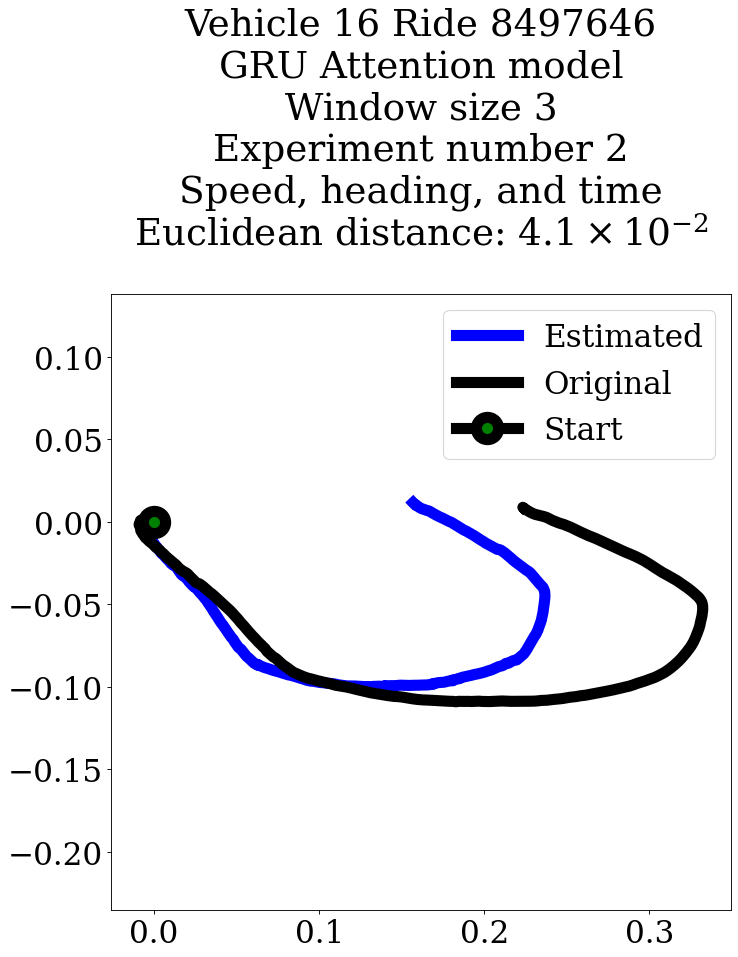 Vehicle 16 Ride 8497646
GRU Attention model
Window size 3
Experiment number 2
Speed, heading, and time
Euclidean distance: 4.1 × 10⁻²
Estimated
Original
Start
0.10
0.05
0.00
−0.05
−0.10
−0.15
−0.20
0.0 0.1 0.2 0.3